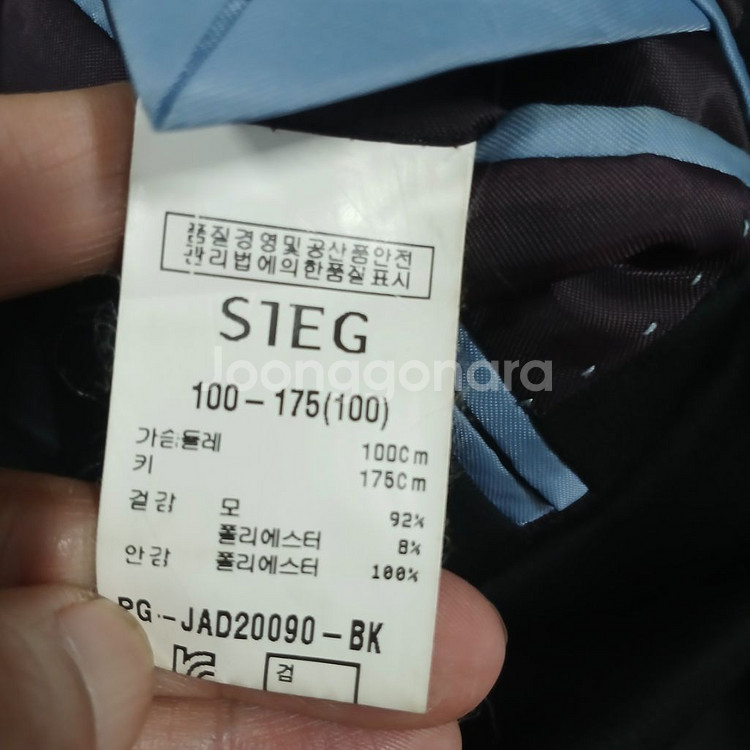 품질경영및공산품안전
관리법에의한품질표시
SIEG
loonagonara
100-175(100)
가슴둘레 100Cm
키 175Cm
겉감 모 92%
폴리에스터 8%
안감 폴리에스터 100%
-JAD20090-BK
검